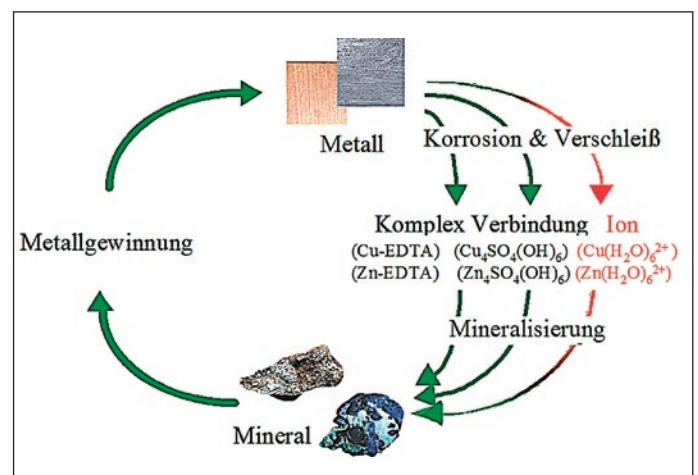 Metall
Korrosion & Verschleiß
Komplex Verbindung Ion
(Cu-EDTA) (Cu₄SO₄(OH)₆) (Cu(H₂O)₆²⁺)
(Zn-EDTA) (Zn₄SO₄(OH)₆) (Zn(H₂O)₆²⁺)
Metallgewinnung
Mineralisierung
Mineral